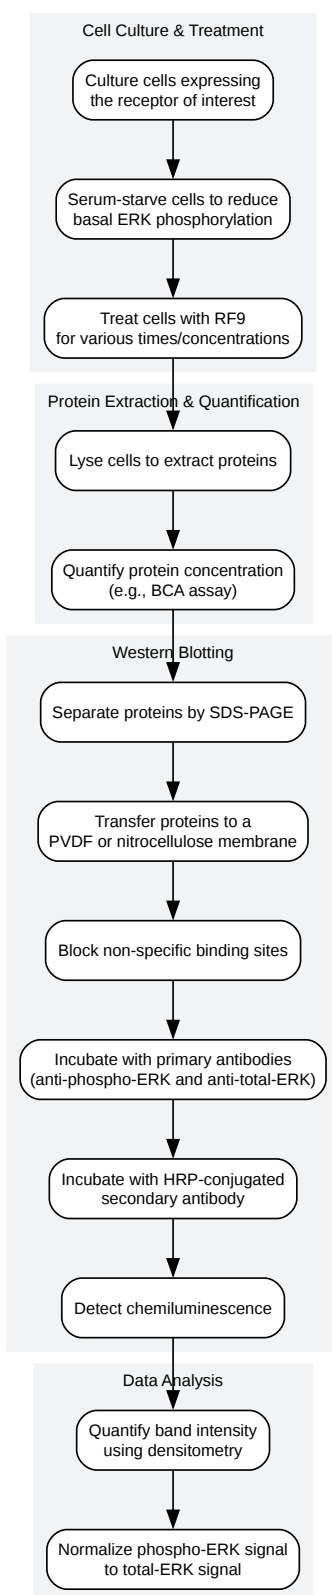 Cell Culture & Treatment
Culture cells expressing
the receptor of interest
Serum-starve cells to reduce
basal ERK phosphorylation
Treat cells with RF9
for various times/concentrations
Protein Extraction & Quantification
Lyse cells to extract proteins
Quantify protein concentration
(e.g., BCA assay)
Western Blotting
Separate proteins by SDS-PAGE
Transfer proteins to a
PVDF or nitrocellulose membrane
Block non-specific binding sites
Incubate with primary antibodies
(anti-phospho-ERK and anti-total-ERK)
Incubate with HRP-conjugated
secondary antibody
Detect chemiluminescence
Data Analysis
Quantify band intensity
using densitometry
Normalize phospho-ERK signal
to total-ERK signal